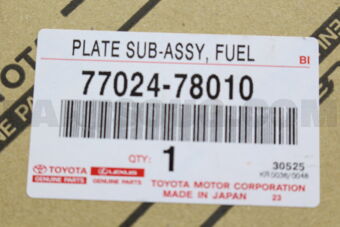 PLATE SUB-ASSY, FUEL
BI
77024-78010
QTY:
1
30525
TOYOTA
GENUINE PARTS
LEXUS
GENUINE PARTS
TOYOTA MOTOR CORPORATION
MADE IN JAPAN
23